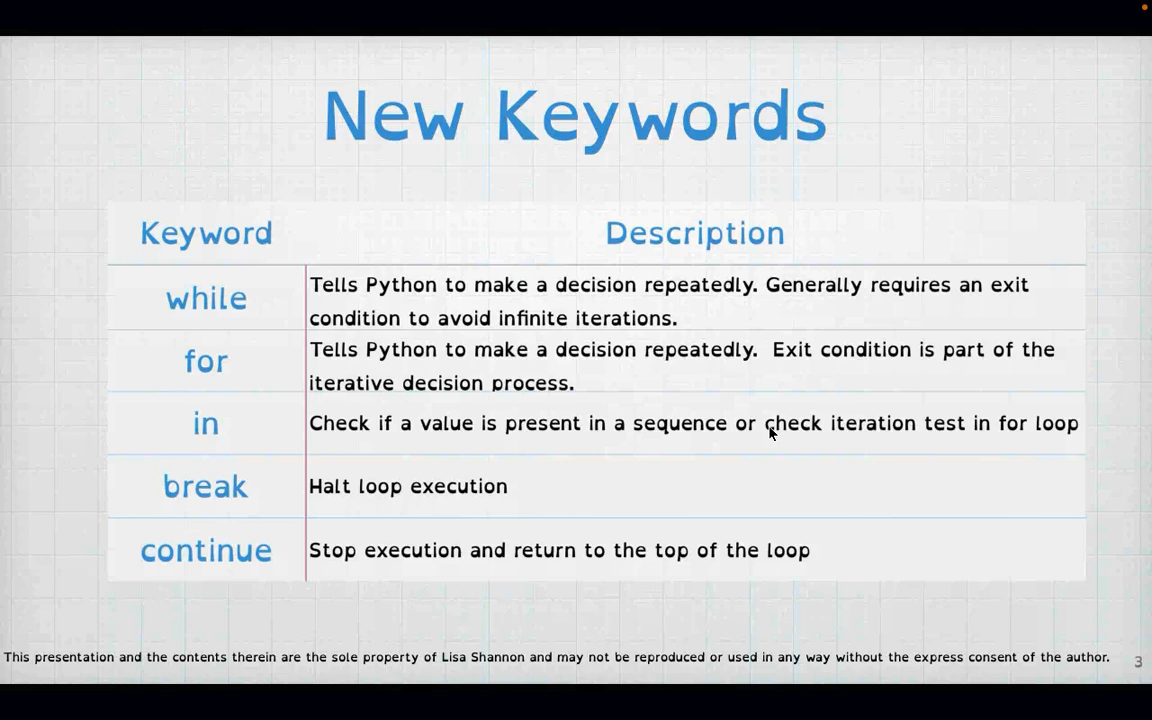 New Keywords
Keyword Description
while Tells Python to make a decision repeatedly. Generally requires an exit
condition to avoid infinite iterations.
for Tells Python to make a decision repeatedly.  Exit condition is part of the
iterative decision process.
in Check if a value is present in a sequence or check iteration test in for loop
break Halt loop execution
continue Stop execution and return to the top of the loop
This presentation and the contents therein are the sole property of Lisa Shannon and may not be reproduced or used in any way without the express consent of the author.
3